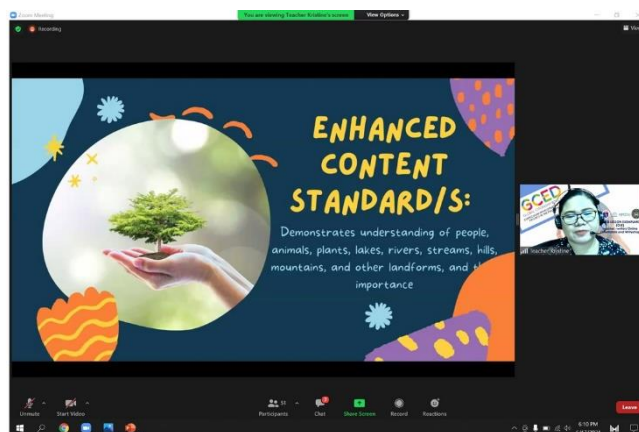 Zoom Meeting
You are viewing Teacher Kristine's screen
View Options
Recording
View
ENHANCED
CONTENT
STANDARD/S:
Demonstrates understanding of people,
animals, plants, lakes, rivers, streams, hills,
mountains, and other landforms, and
importance
GCED
Teacher Kristine
Unmute
Start Video
51
Participants
Chat
Share Screen
Record
Reactions
Leave
6:10 PM